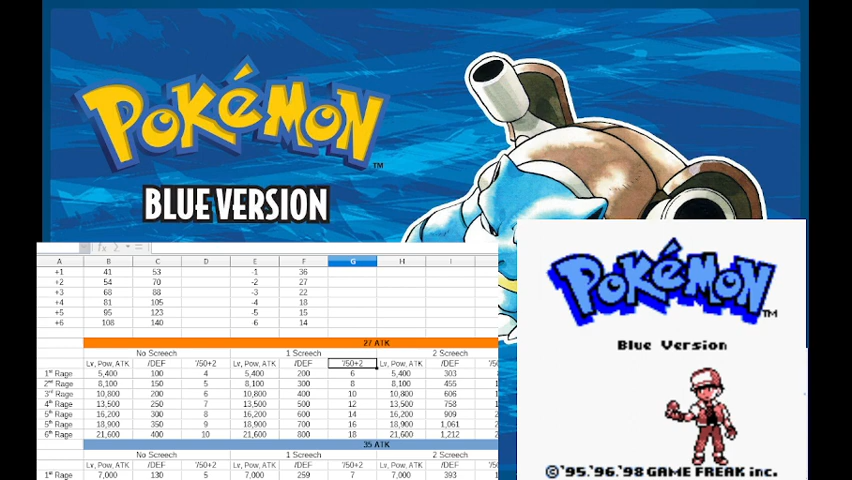 POKéMON
TM
BLUE VERSION
A B C D E F G H I
+1 41 53 -1 36
+2 54 70 -2 27
+3 68 88 -3 22
+4 81 105 -4 18
+5 95 123 -5 15
+6 108 140 6 14
27 ATK
No Screech 1 Screech 2 Screech
Lv, Pow, ATK /DEF '/50+2 Lv, Pow, ATK /DEF '/50+2 Lv, Pow, ATK /DEF
1st Rage 5,400 100 4 5,400 200 6 5,400 303
2nd Rage 8,100 150 5 8,100 300 8 8,100 455
3rd Rage 10,800 200 6 10,800 400 10 10,800 606
4th Rage 13,500 250 7 13,500 500 12 13,500 758
5th Rage 16,200 300 8 16,200 600 14 16,200 909
5th Rage 18,900 350 9 18,900 700 16 18,900 1,061
6th Rage 21,600 400 10 21,600 800 18 21,600 1,212
35 ATK
No Screech 1 Screech 2 Screech
Lv, Pow, ATK /DEF '/50+2 Lv, Pow, ATK /DEF '/50+2 Lv, Pow, ATK /DEF
1st Rage 7,000 130 5 7,000 259 7 7,000 393
POKéMON
TM
Blue Version
©'95.'96.'98 GAME FREAK inc.